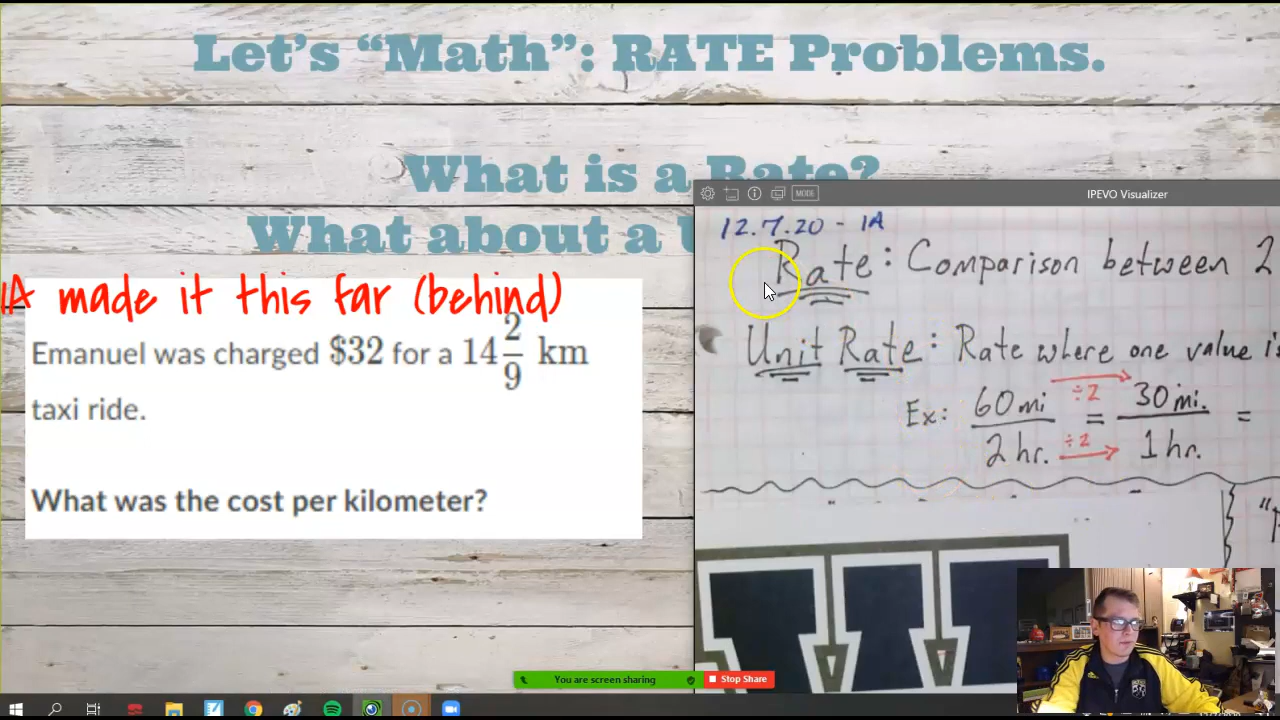 Let's "Math": RATE Problems.
What is a Rate?
What about a
IPEVO Visualizer
MODE
12.7.20 - 1A
Rate: Comparison between 2
Unit Rate: Rate where one value is
Ex: 60 mi / 2 hr. ÷2 ÷2 = 30 mi. / 1 hr. =
1A made it this far (behind)
Emanuel was charged $32 for a 14 2/9 km
taxi ride.
What was the cost per kilometer?
You are screen sharing
Stop Share